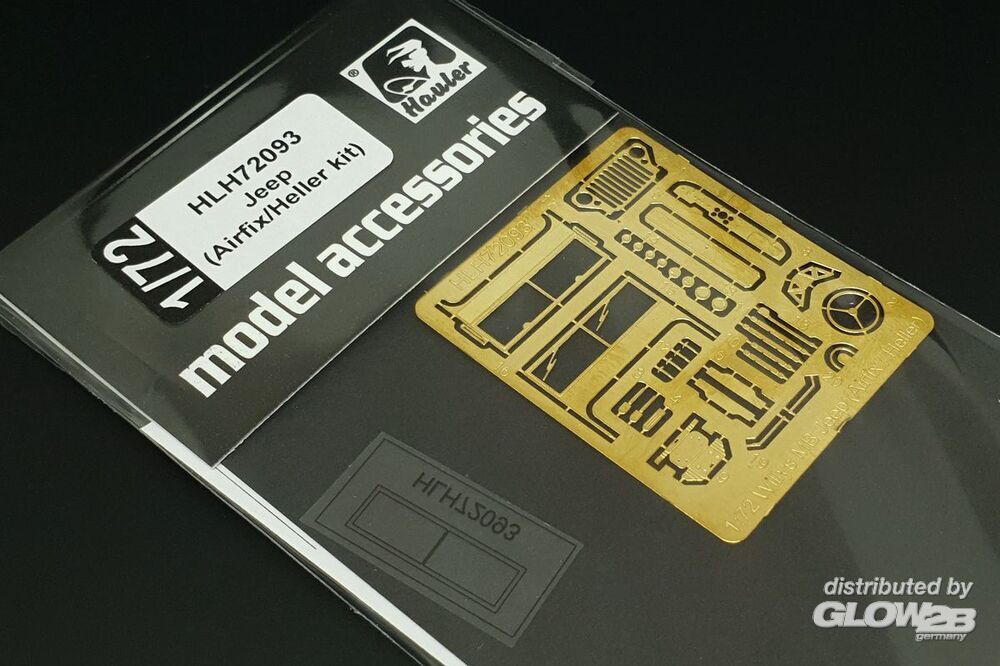 ® Hauler
1/72
HLH72093
Jeep
(Airfix/Heller kit)
model accessories
HLH72093
1-72 Willys MB Jeep (Airfix Heller)
HLH72093
distributed by
GLOW2B
germany